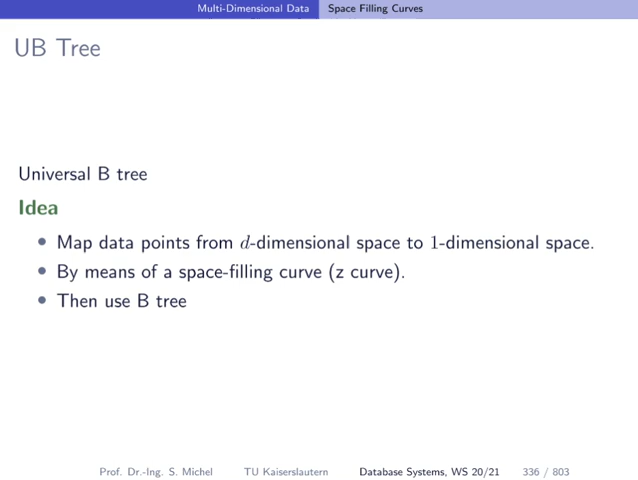 Multi-Dimensional Data Space Filling Curves
UB Tree
Universal B tree
Idea
• Map data points from d-dimensional space to 1-dimensional space.
• By means of a space-filling curve (z curve).
• Then use B tree
Prof. Dr.-Ing. S. Michel TU Kaiserslautern Database Systems, WS 20/21 336 / 803